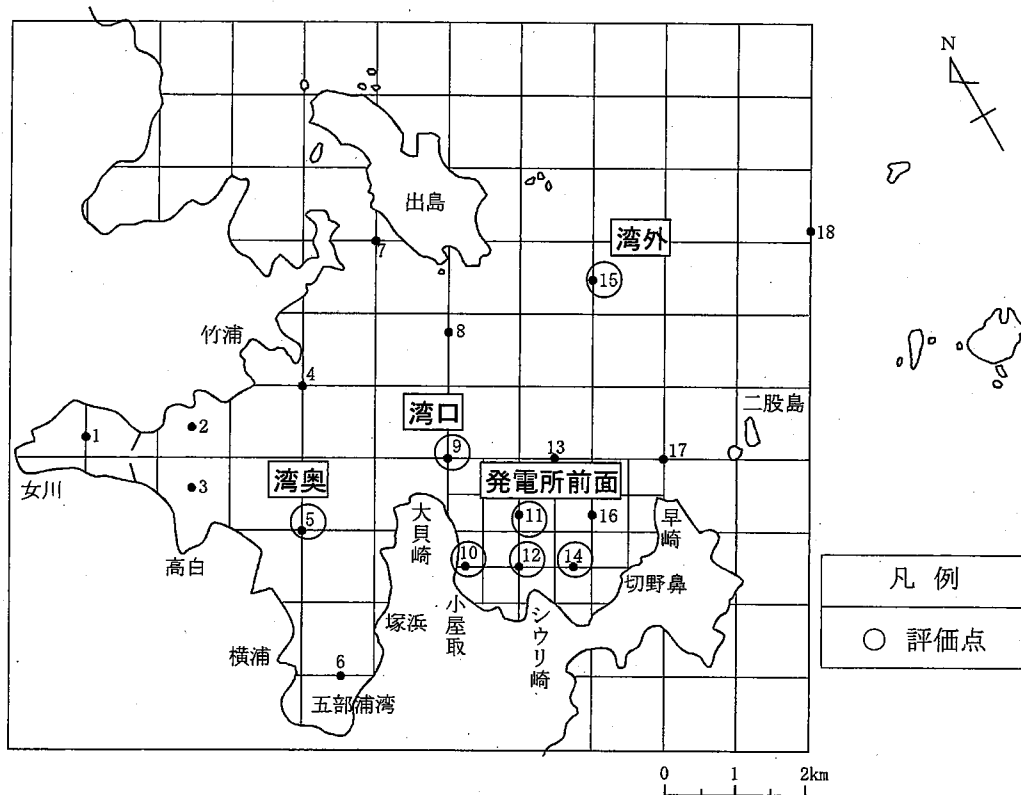 N
出島
湾外
18
7
15
竹浦
8
4
二股島
湾口
2
1
9
13
17
女川
湾奥
発電所前面
3
5
大貝崎
11
16
早崎
高白
10
12
14
切野鼻
凡 例
○ 評価点
塚浜
小屋取
シウリ崎
横浦
6
五部浦湾
0 1 2km